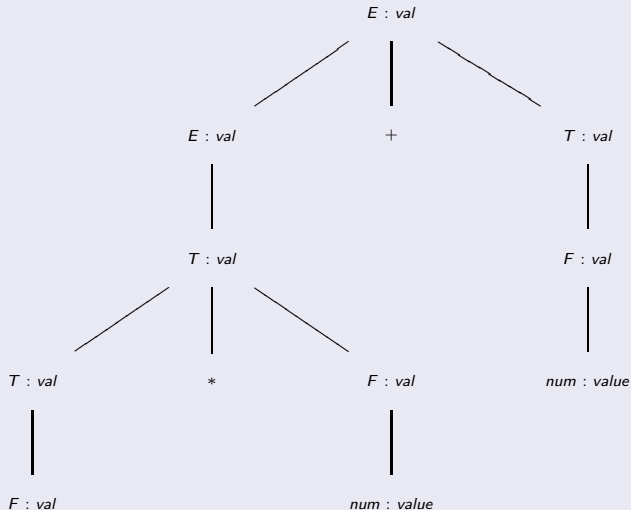 E : val
E : val + T : val
T : val F : val
T : val * F : val num : value
F : val num : value